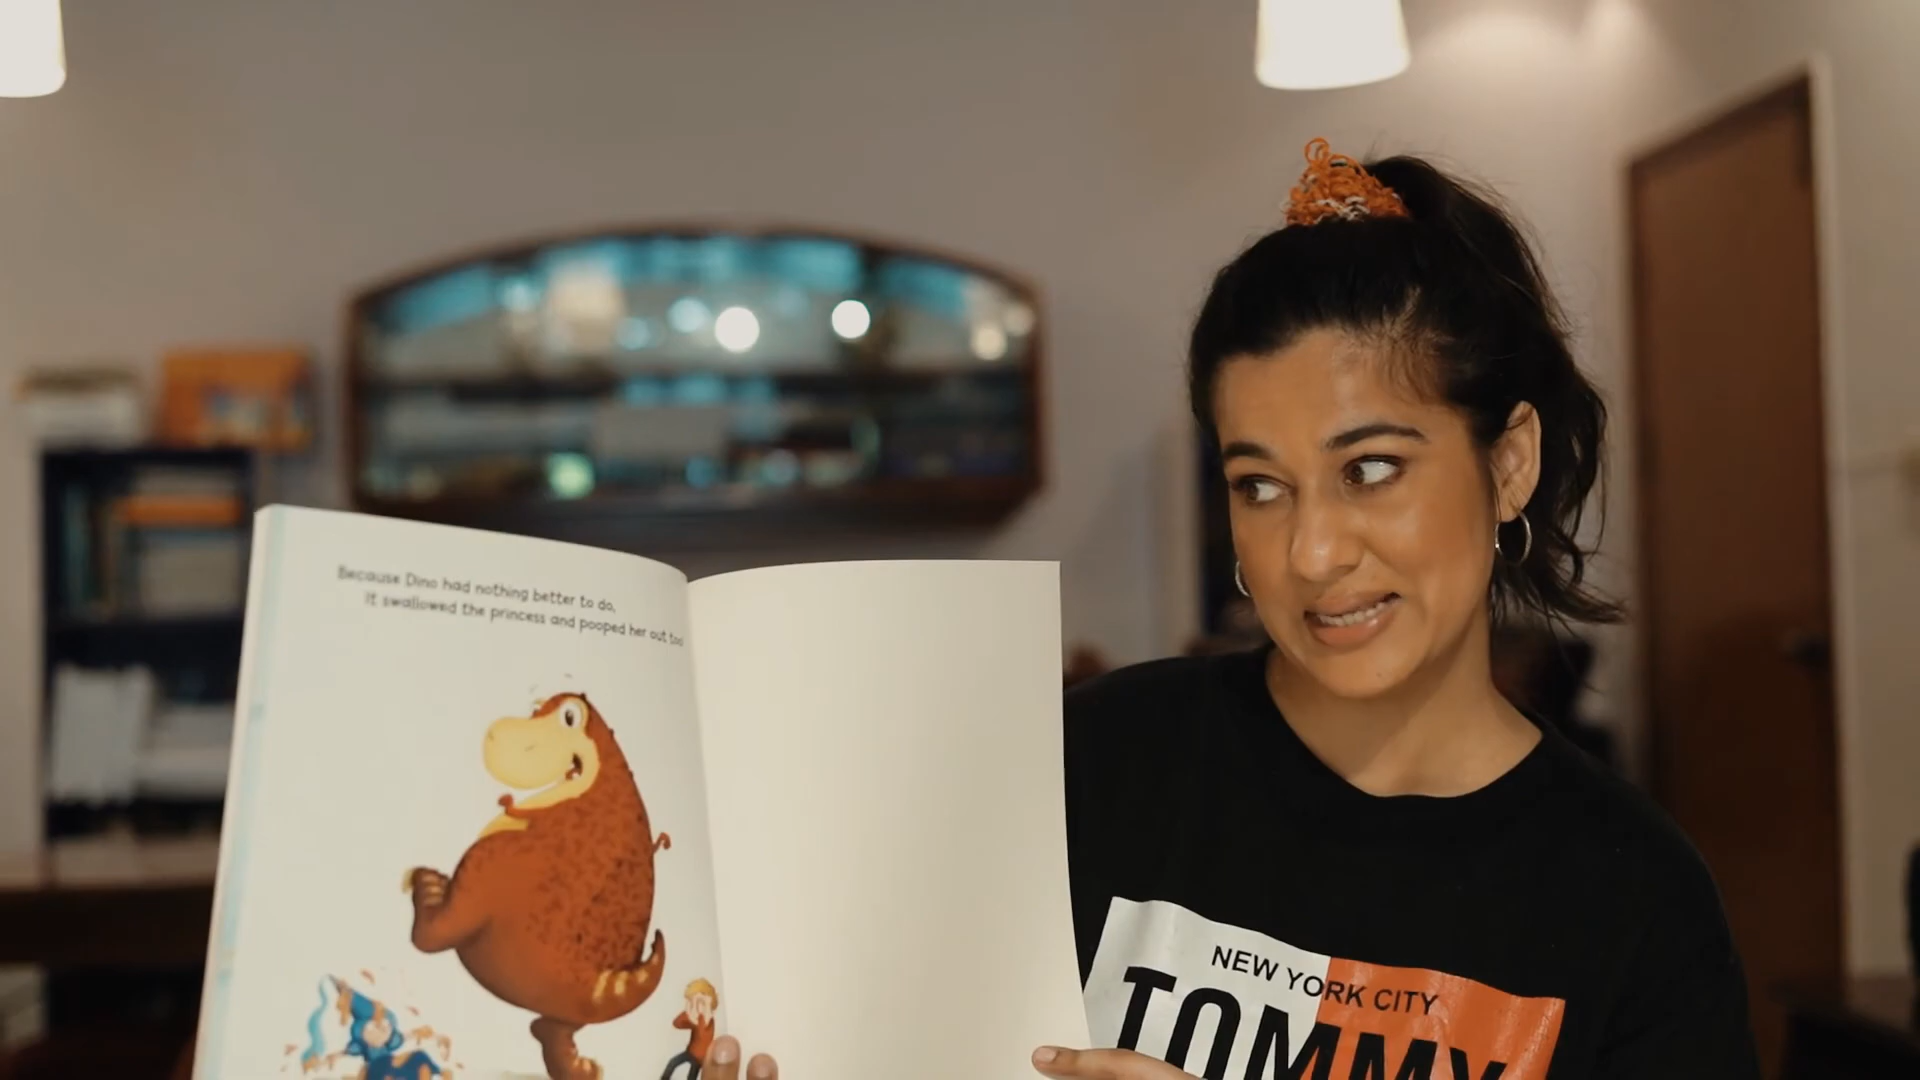 Because Dino had nothing better to do,
it swallowed the princess and pooped her out too
NEW YORK CITY
TOMMY